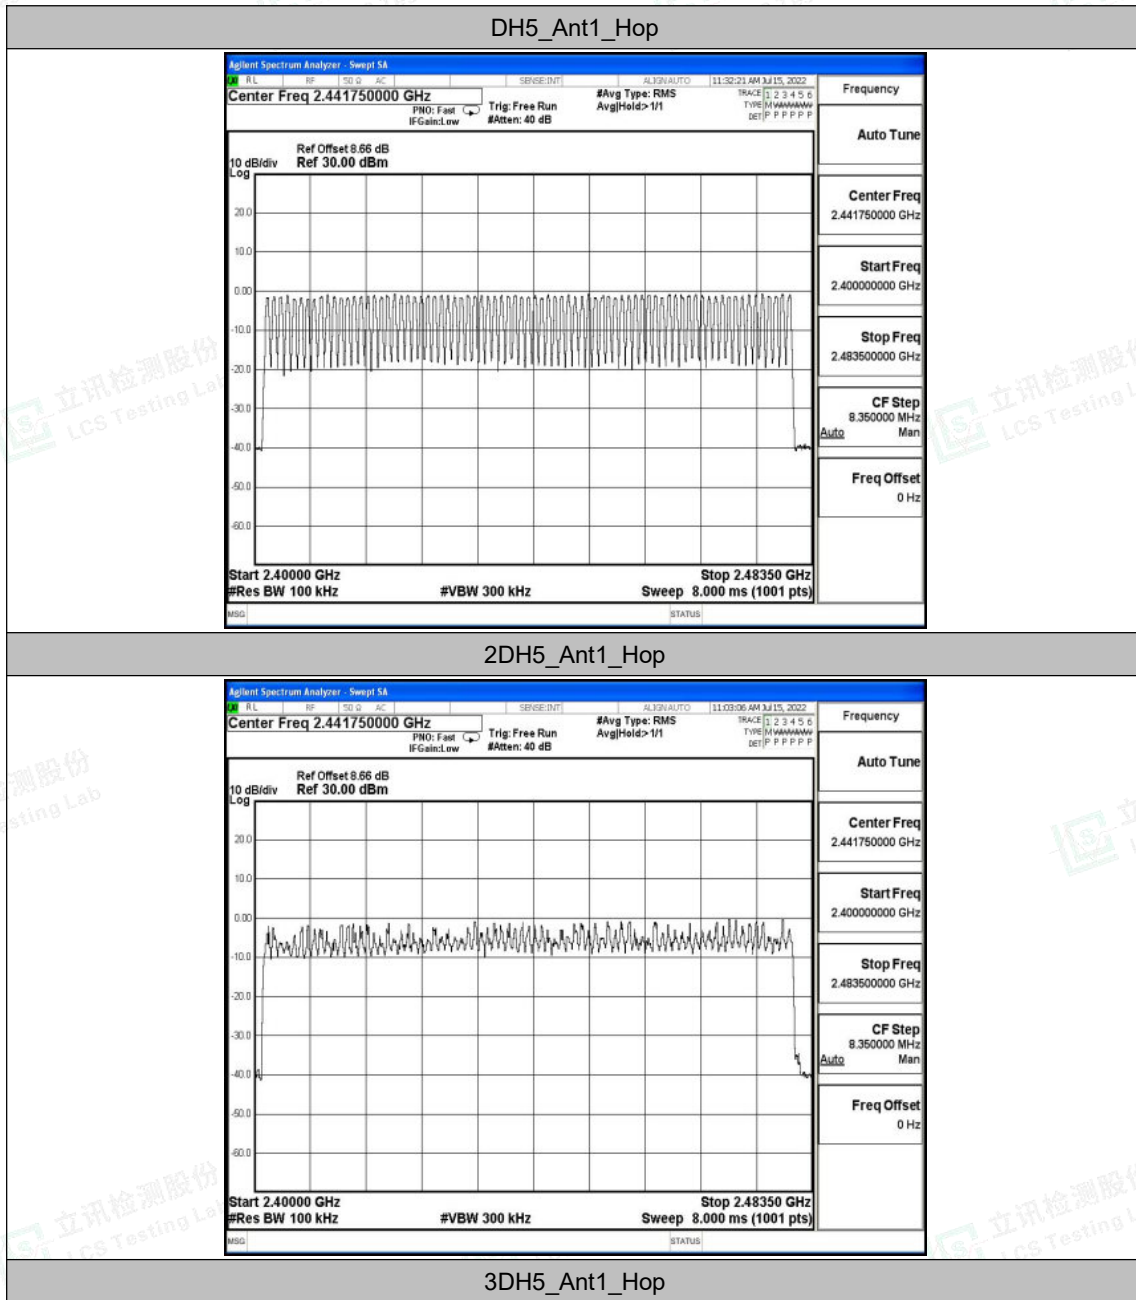 DH5_Ant1_Hop
Agilent Spectrum Analyzer - Swept SA
RL RF 50 Ω AC SENSE:INT ALIGN AUTO 11:32:21 AM Jul 15, 2022
Center Freq 2.441750000 GHz
PNO: Fast
IFGain:Low
Trig: Free Run
#Atten: 40 dB
#Avg Type: RMS
Avg|Hold:>1/1
TRACE 1 2 3 4 5 6
TYPE M
DET P P P P P P
Frequency
Auto Tune
Center Freq
2.441750000 GHz
Start Freq
2.400000000 GHz
Stop Freq
2.483500000 GHz
CF Step
8.350000 MHz
Auto Man
Freq Offset
0 Hz
Ref Offset 8.66 dB
10 dB/div Ref 30.00 dBm
Log
20.0
10.0
0.00
-10.0
-20.0
-30.0
-40.0
-50.0
-60.0
Start 2.40000 GHz Stop 2.48350 GHz
#Res BW 100 kHz #VBW 300 kHz Sweep 8.000 ms (1001 pts)
MSG STATUS
2DH5_Ant1_Hop
Agilent Spectrum Analyzer - Swept SA
RL RF 50 Ω AC SENSE:INT ALIGN AUTO 11:03:06 AM Jul 15, 2022
Center Freq 2.441750000 GHz
PNO: Fast
IFGain:Low
Trig: Free Run
#Atten: 40 dB
#Avg Type: RMS
Avg|Hold:>1/1
TRACE 1 2 3 4 5 6
TYPE M
DET P P P P P P
Frequency
Auto Tune
Center Freq
2.441750000 GHz
Start Freq
2.400000000 GHz
Stop Freq
2.483500000 GHz
CF Step
8.350000 MHz
Auto Man
Freq Offset
0 Hz
Ref Offset 8.66 dB
10 dB/div Ref 30.00 dBm
Log
20.0
10.0
0.00
-10.0
-20.0
-30.0
-40.0
-50.0
-60.0
Start 2.40000 GHz Stop 2.48350 GHz
#Res BW 100 kHz #VBW 300 kHz Sweep 8.000 ms (1001 pts)
MSG STATUS
3DH5_Ant1_Hop
立讯检测股份
LCS Testing Lab